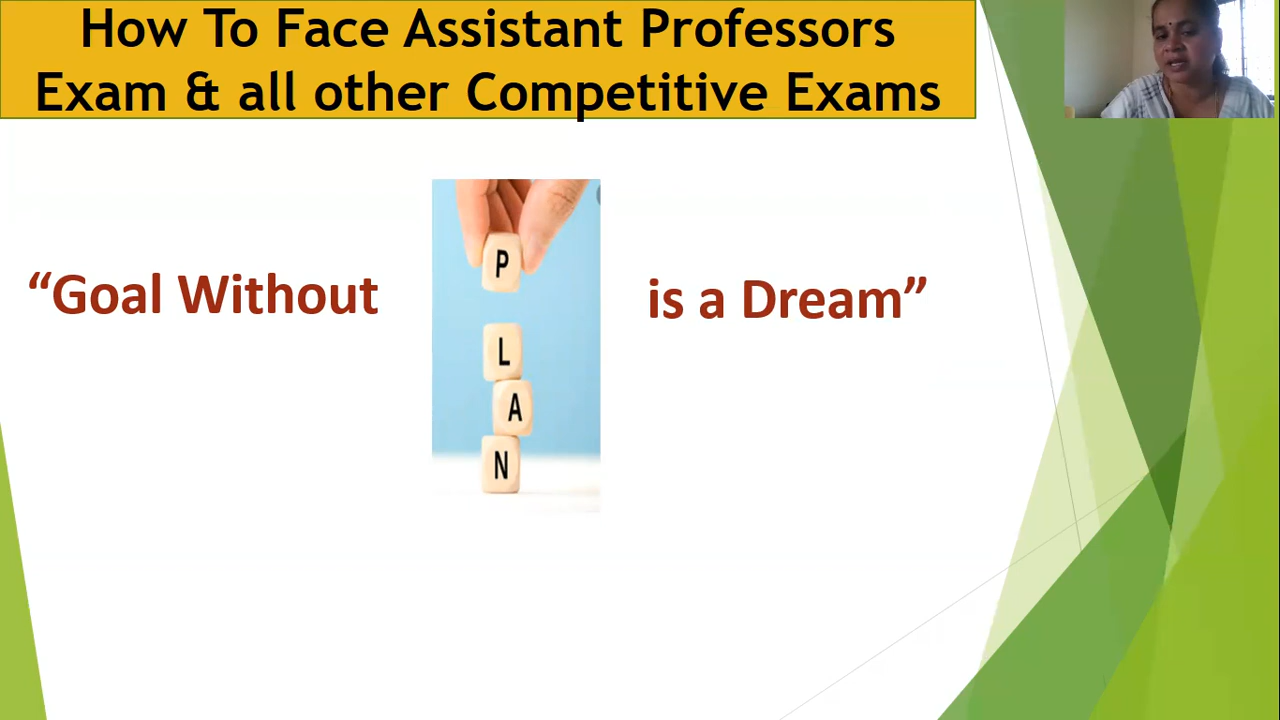 How To Face Assistant Professors
Exam & all other Competitive Exams
“Goal Without
P
L
A
N
is a Dream”